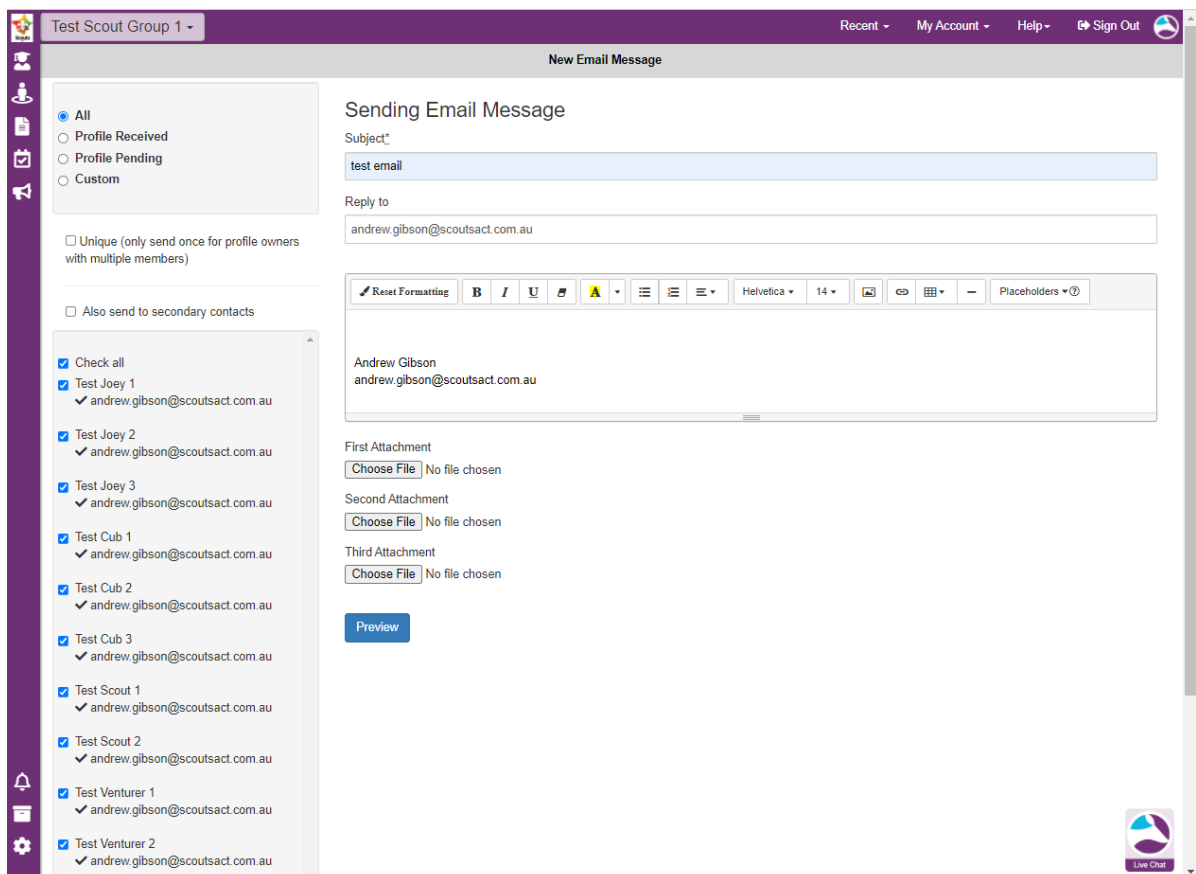 Scouts
Test Scout Group 1
Recent
My Account
Help
Sign Out
New Email Message
All
Profile Received
Profile Pending
Custom
Unique (only send once for profile owners
with multiple members)
Also send to secondary contacts
Check all
Test Joey 1
andrew.gibson@scoutsact.com.au
Test Joey 2
andrew.gibson@scoutsact.com.au
Test Joey 3
andrew.gibson@scoutsact.com.au
Test Cub 1
andrew.gibson@scoutsact.com.au
Test Cub 2
andrew.gibson@scoutsact.com.au
Test Cub 3
andrew.gibson@scoutsact.com.au
Test Scout 1
andrew.gibson@scoutsact.com.au
Test Scout 2
andrew.gibson@scoutsact.com.au
Test Venturer 1
andrew.gibson@scoutsact.com.au
Test Venturer 2
andrew.gibson@scoutsact.com.au
Sending Email Message
Subject*
test email
Reply to
andrew.gibson@scoutsact.com.au
Reset Formatting B I U A Helvetica 14 Placeholders ?
Andrew Gibson
andrew.gibson@scoutsact.com.au
First Attachment
Choose File No file chosen
Second Attachment
Choose File No file chosen
Third Attachment
Choose File No file chosen
Preview
Live Chat